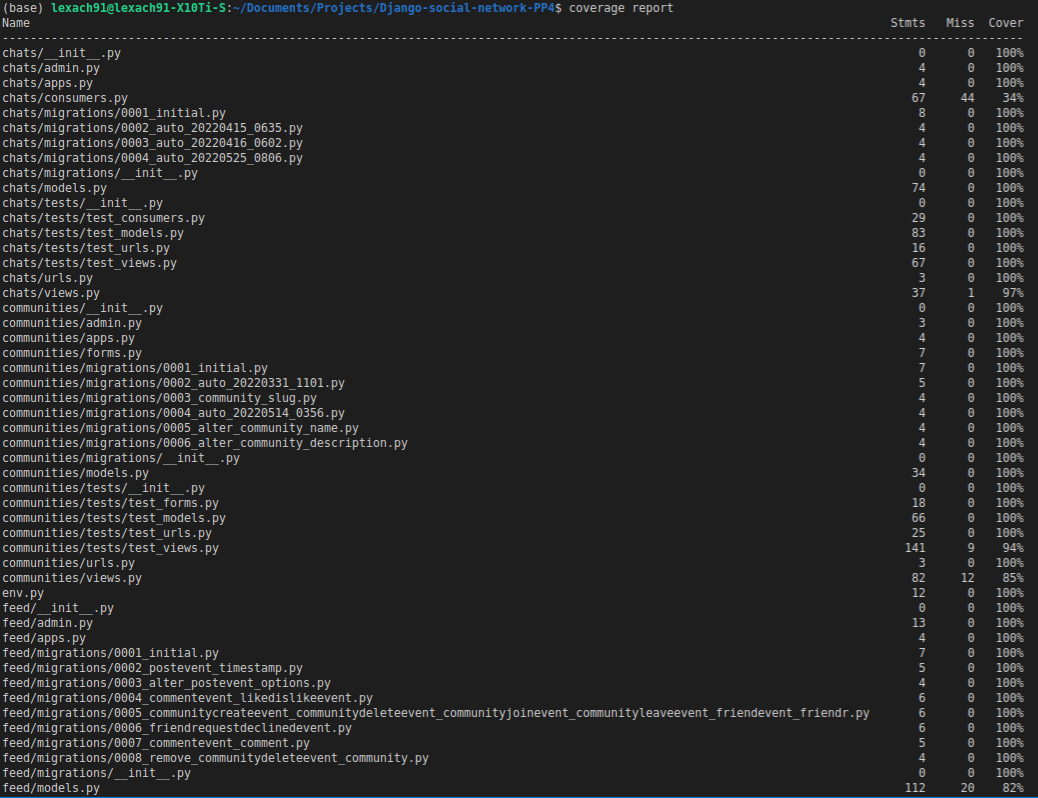 (base) lexach91@lexach91-X10Ti-S:~/Documents/Projects/Django-social-network-PP4$ coverage report
Name Stmts Miss Cover
chats/__init__.py 0 0 100%
chats/admin.py 4 0 100%
chats/apps.py 4 0 100%
chats/consumers.py 67 44 34%
chats/migrations/0001_initial.py 8 0 100%
chats/migrations/0002_auto_20220415_0635.py 4 0 100%
chats/migrations/0003_auto_20220416_0602.py 4 0 100%
chats/migrations/0004_auto_20220525_0806.py 4 0 100%
chats/migrations/__init__.py 0 0 100%
chats/models.py 74 0 100%
chats/tests/__init__.py 0 0 100%
chats/tests/test_consumers.py 29 0 100%
chats/tests/test_models.py 83 0 100%
chats/tests/test_urls.py 16 0 100%
chats/tests/test_views.py 67 0 100%
chats/urls.py 3 0 100%
chats/views.py 37 1 97%
communities/__init__.py 0 0 100%
communities/admin.py 3 0 100%
communities/apps.py 4 0 100%
communities/forms.py 7 0 100%
communities/migrations/0001_initial.py 7 0 100%
communities/migrations/0002_auto_20220331_1101.py 5 0 100%
communities/migrations/0003_community_slug.py 4 0 100%
communities/migrations/0004_auto_20220514_0356.py 4 0 100%
communities/migrations/0005_alter_community_name.py 4 0 100%
communities/migrations/0006_alter_community_description.py 4 0 100%
communities/migrations/__init__.py 0 0 100%
communities/models.py 34 0 100%
communities/tests/__init__.py 0 0 100%
communities/tests/test_forms.py 18 0 100%
communities/tests/test_models.py 66 0 100%
communities/tests/test_urls.py 25 0 100%
communities/tests/test_views.py 141 9 94%
communities/urls.py 3 0 100%
communities/views.py 82 12 85%
env.py 12 0 100%
feed/__init__.py 0 0 100%
feed/admin.py 13 0 100%
feed/apps.py 4 0 100%
feed/migrations/0001_initial.py 7 0 100%
feed/migrations/0002_postevent_timestamp.py 5 0 100%
feed/migrations/0003_alter_postevent_options.py 4 0 100%
feed/migrations/0004_commentevent_likedislikeevent.py 6 0 100%
feed/migrations/0005_communitycreateevent_communitydeleteevent_communityjoinevent_communityleaveevent_friendevent_friendr.py 6 0 100%
feed/migrations/0006_friendrequestdeclinedevent.py 6 0 100%
feed/migrations/0007_commentevent_comment.py 5 0 100%
feed/migrations/0008_remove_communitydeleteevent_community.py 4 0 100%
feed/migrations/__init__.py 0 0 100%
feed/models.py 112 20 82%